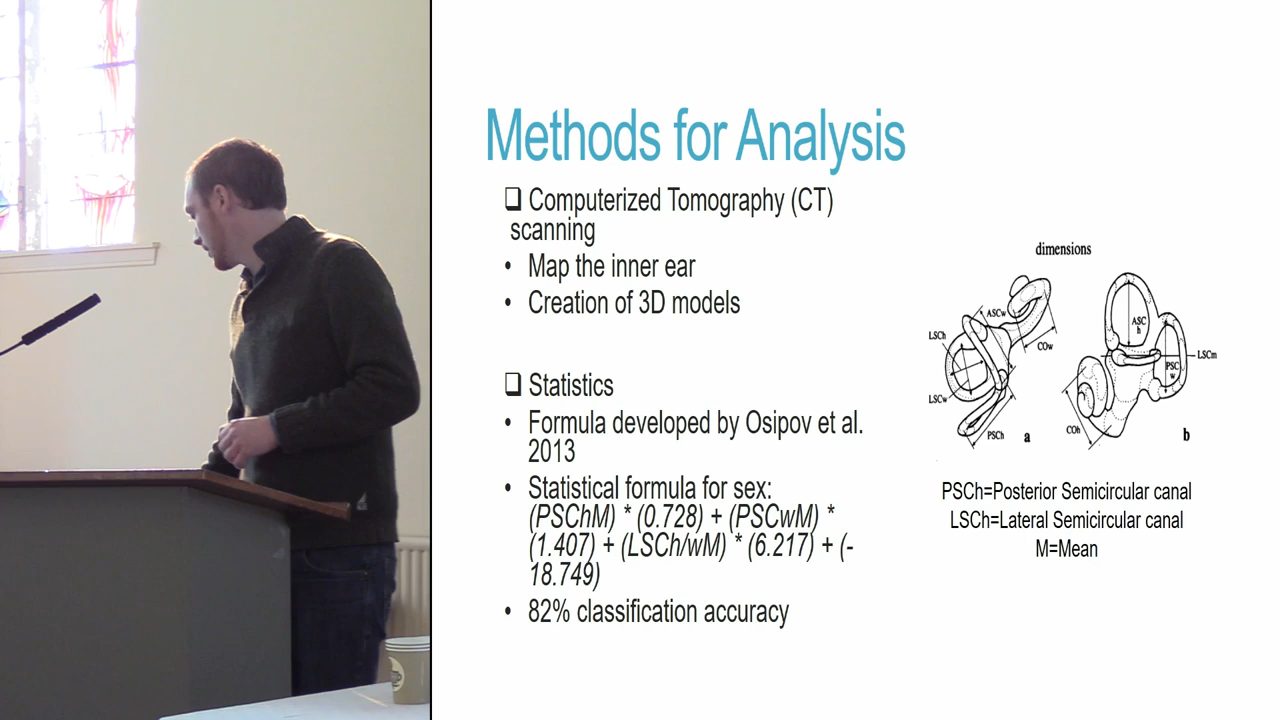 Methods for Analysis
❑ Computerized Tomography (CT)
scanning
• Map the inner ear
• Creation of 3D models
❑ Statistics
• Formula developed by Osipov et al.
2013
• Statistical formula for sex:
(PSChM) * (0.728) + (PSCwM) *
(1.407) + (LSCh/wM) * (6.217) + (-
18.749)
• 82% classification accuracy
dimensions
ASCw
LSCh
COw
LSCw
PSCh
a
ASC
h
LSCm
PSC
w
COh
b
PSCh=Posterior Semicircular canal
LSCh=Lateral Semicircular canal
M=Mean